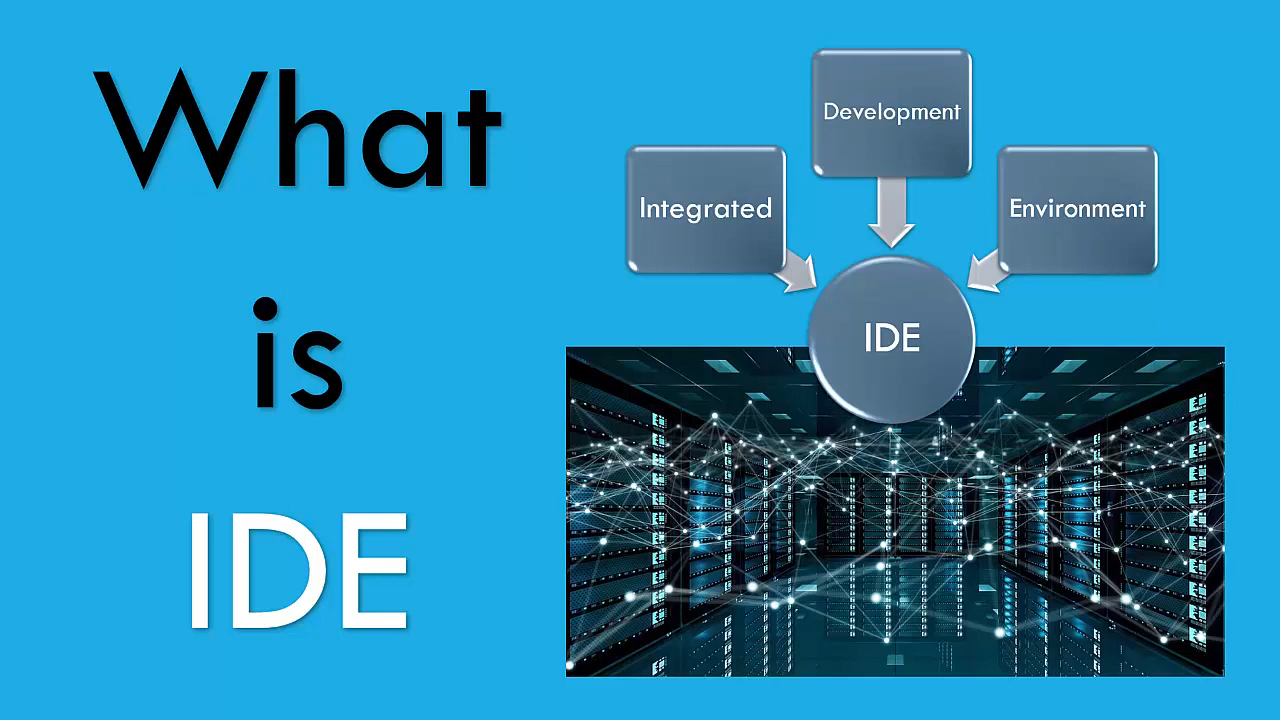 What
is
IDE
Development
Integrated
Environment
IDE